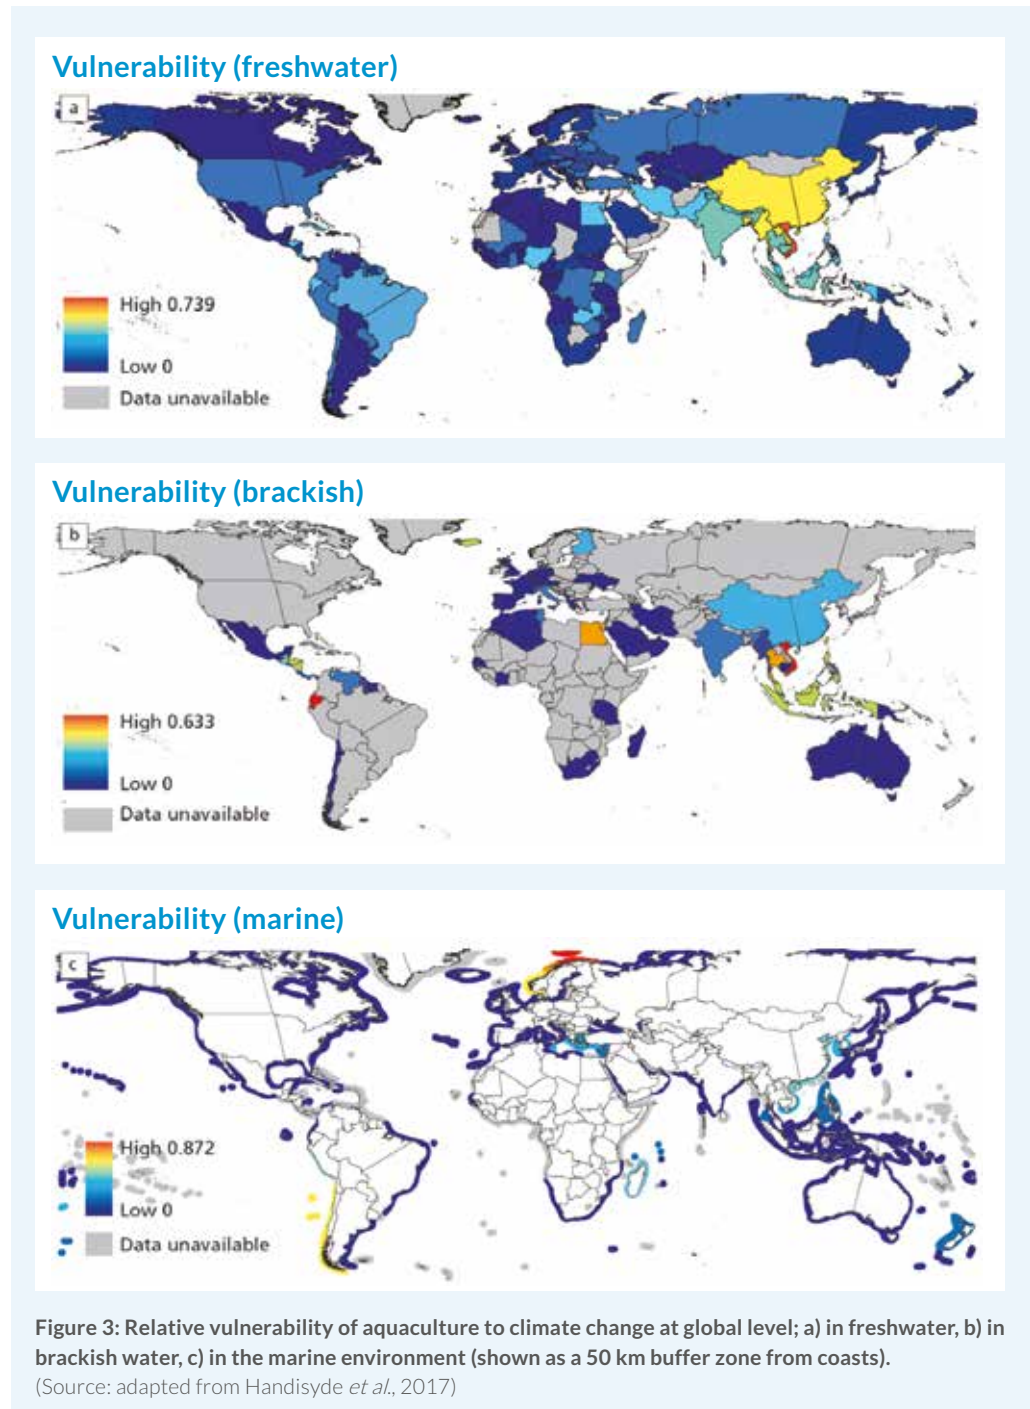 Vulnerability (freshwater)
a
High 0.739
Low 0
Data unavailable
Vulnerability (brackish)
b
High 0.633
Low 0
Data unavailable
Vulnerability (marine)
c
High 0.872
Low 0
Data unavailable
Figure 3: Relative vulnerability of aquaculture to climate change at global level; a) in freshwater, b) in
brackish water, c) in the marine environment (shown as a 50 km buffer zone from coasts).
(Source: adapted from Handisyde et al., 2017)